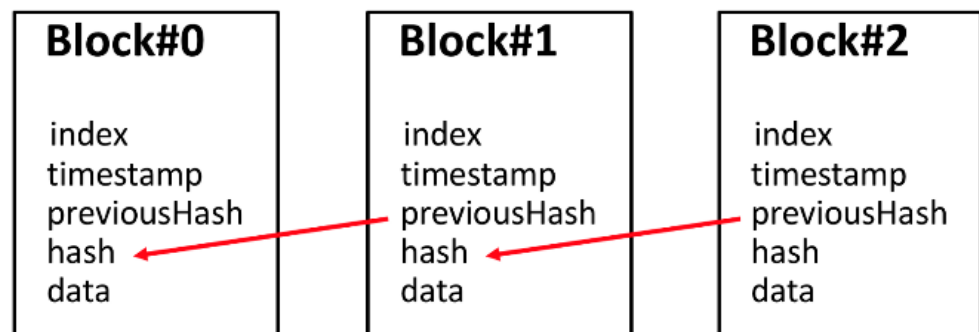 Block#0
index
timestamp
previousHash
hash
data
Block#1
index
timestamp
previousHash
hash
data
Block#2
index
timestamp
previousHash
hash
data